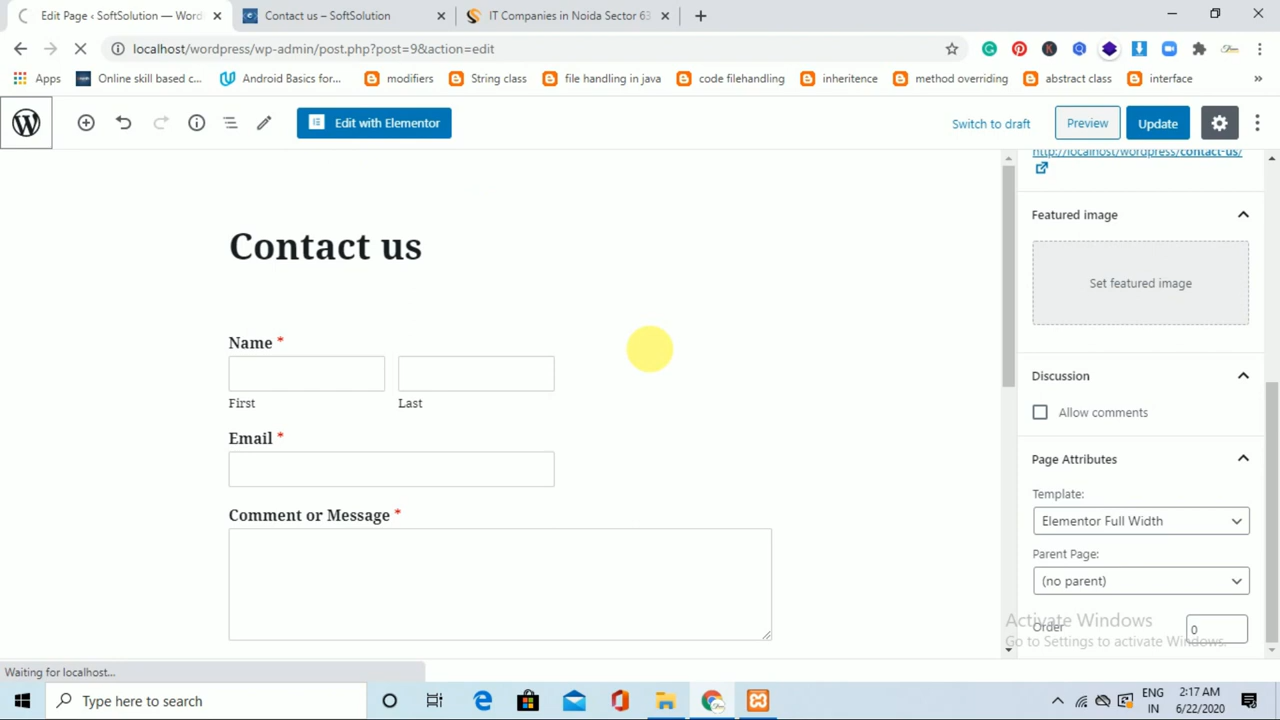 Edit Page ‹ SoftSolution — Word
Contact us – SoftSolution
IT Companies in Noida Sector 63
localhost/wordpress/wp-admin/post.php?post=9&action=edit
Apps
Online skill based c...
Android Basics for...
modifiers
String class
file handling in java
code filehandling
inheritence
method overriding
abstract class
interface
»
Edit with Elementor
Switch to draft
Preview
Update
http://localhost/wordpress/contact-us/
Featured image
Set featured image
Discussion
Allow comments
Page Attributes
Template:
Elementor Full Width
Parent Page:
(no parent)
Order
0
Contact us
Name *
First
Last
Email *
Comment or Message *
Activate Windows
Go to Settings to activate Windows.
Waiting for localhost...
Type here to search
ENG
IN
2:17 AM
6/22/2020